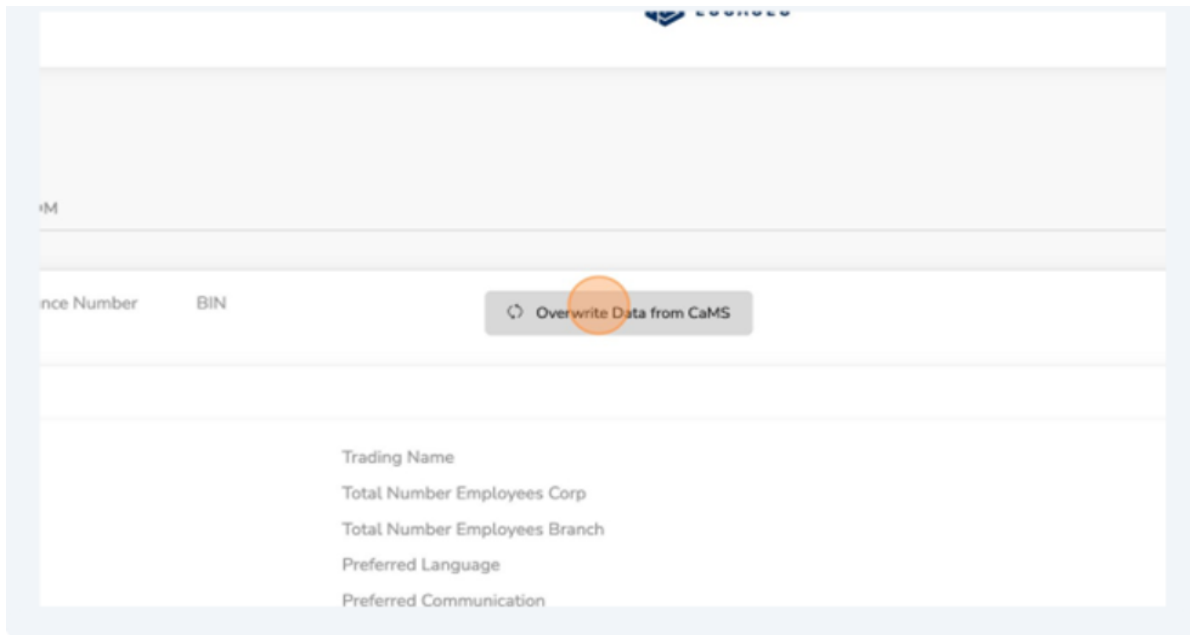 nce Number BIN
Overwrite Data from CaMS
Trading Name
Total Number Employees Corp
Total Number Employees Branch
Preferred Language
Preferred Communication